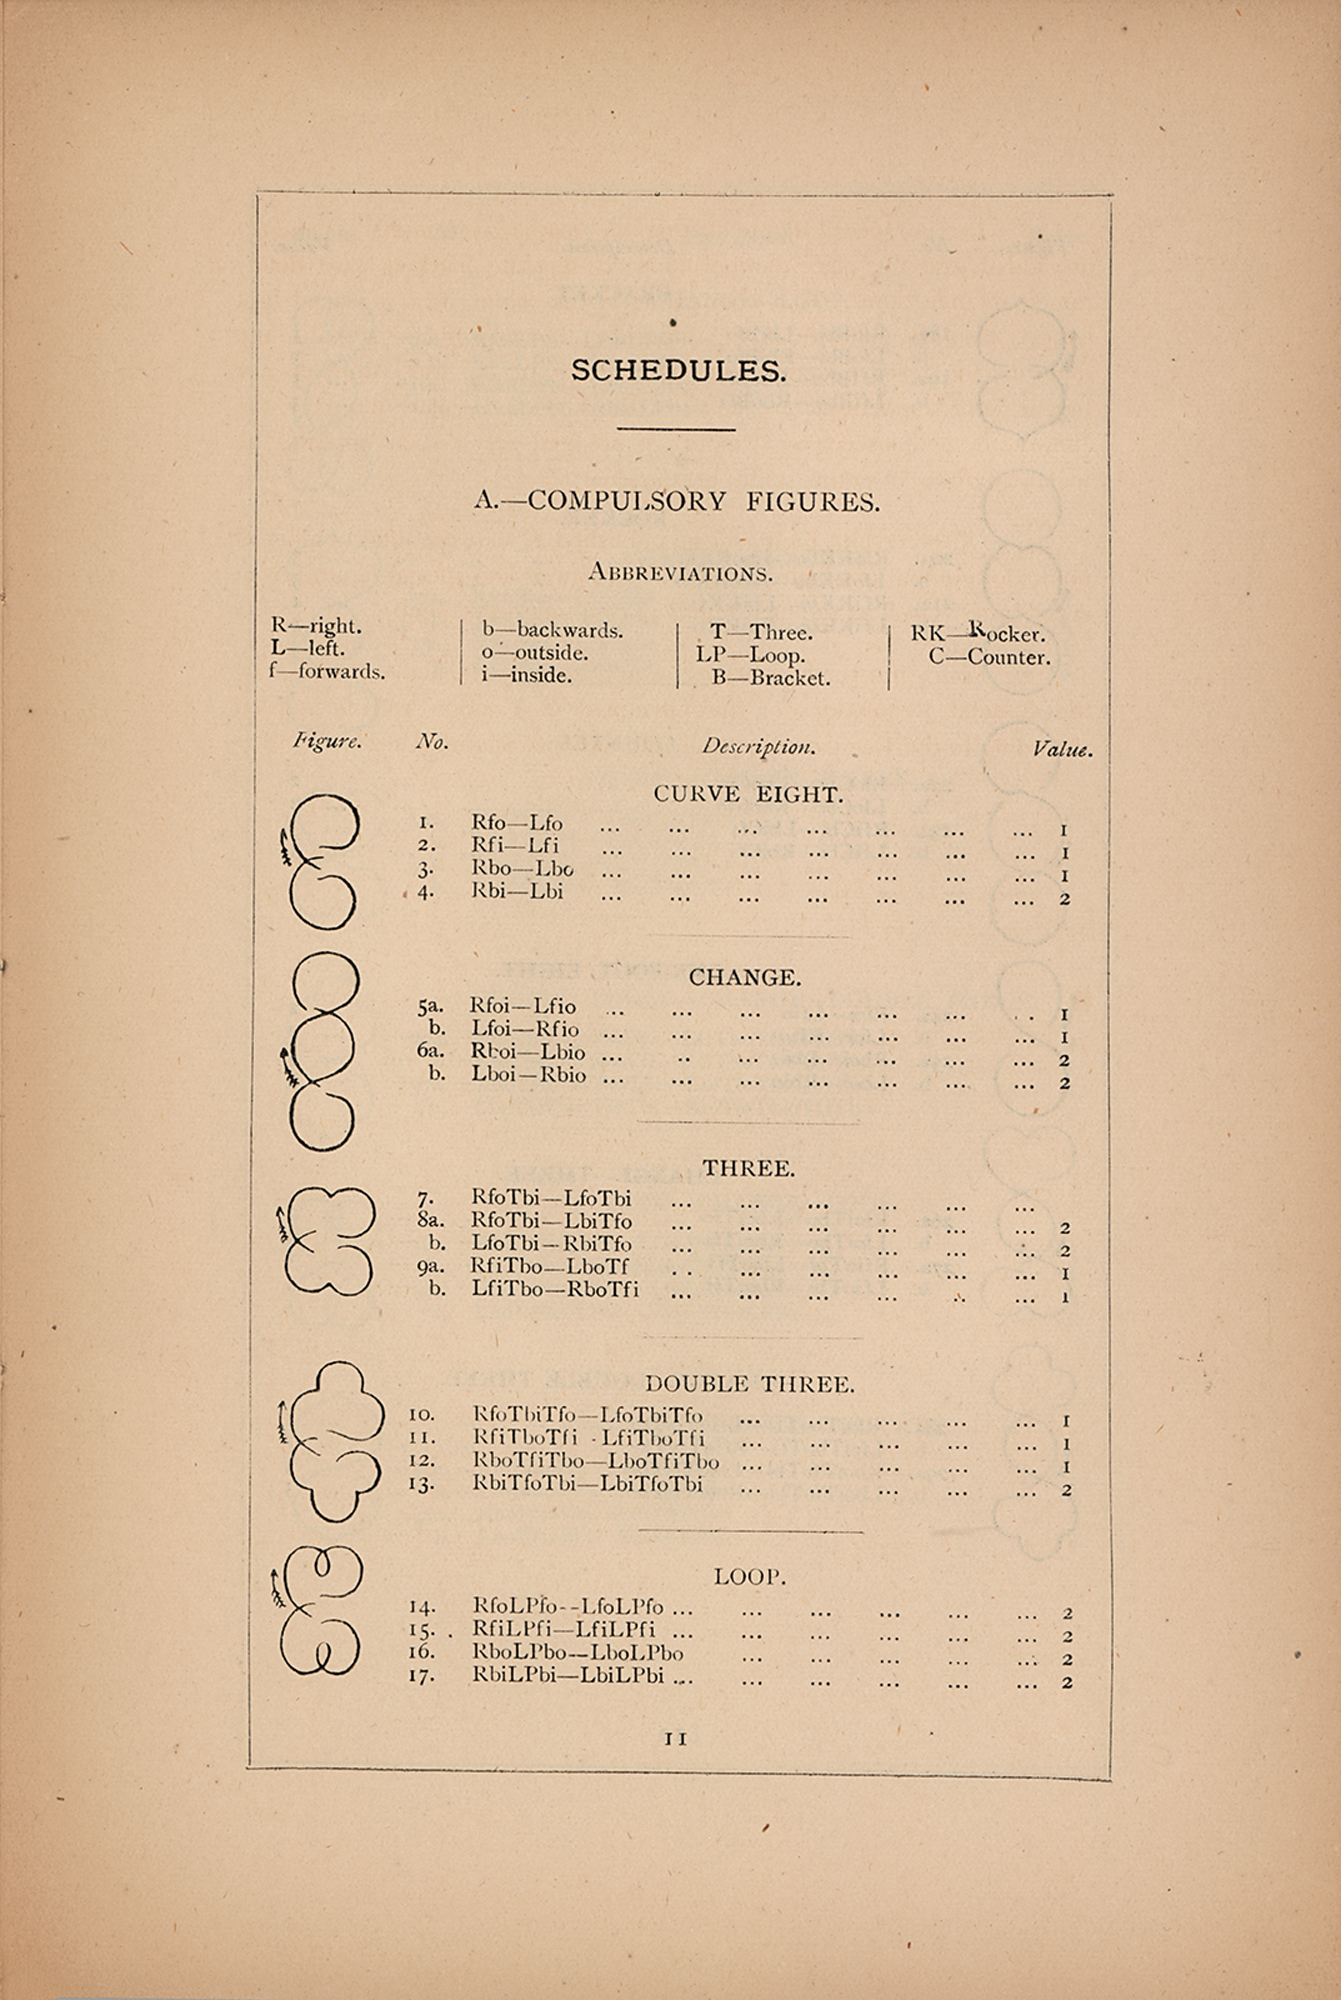 SCHEDULES.
A.—COMPULSORY FIGURES.
ABBREVIATIONS.
R—right.
L—left.
f—forwards.
b—backwards.
o—outside.
i—inside.
T—Three.
LP—Loop.
B—Bracket.
RK—Rocker.
C—Counter.
Figure. No. Description. Value.
CURVE EIGHT.
1. Rfo—Lfo ... ... ... ... ... ... ... 1
2. Rfi—Lfi ... ... ... ... ... ... ... 1
3. Rbo—Lbo ... ... ... ... ... ... ... 1
4. Rbi—Lbi ... ... ... ... ... ... ... 2
CHANGE.
5a. Rfoi—Lfio ... ... ... ... ... ... . . 1
b. Lfoi—Rfio ... ... ... ... ... ... 1
6a. Rboi—Lbio ... .. ... ... ... ... ... 2
b. Lboi—Rbio ... ... ... ... ... ... ... 2
THREE.
7. RfoTbi—LfoTbi ... ... ... ... ... ...
8a. RfoTbi—LbiTfo ... ... ... ... ... ... 2
b. LfoTbi—RbiTfo ... ... ... ... ... ... 2
9a. RfiTbo—LboTf . . ... ... ... ... ... 1
b. LfiTbo—RboTfi ... ... ... ... ... ... 1
DOUBLE THREE.
10. RfoTbiTfo—LfoTbiTfo ... ... ... ... ... 1
11. RfiTboTfi - LfiTboTfi ... ... ... ... ... 1
12. RboTfiTbo—LboTfiTbo ... ... ... ... ... 1
13. RbiTfoTbi—LbiTfoTbi ... ... ... ... ... 2
LOOP.
14. RfoLPfo--LfoLPfo ... ... ... ... ... ... 2
15. . RfiLPfi—LfiLPfi ... ... ... ... ... ... 2
16. RboLPbo—LboLPbo ... ... ... ... ... 2
17. RbiLPbi—LbiLPbi ... ... ... ... ... ... 2
11